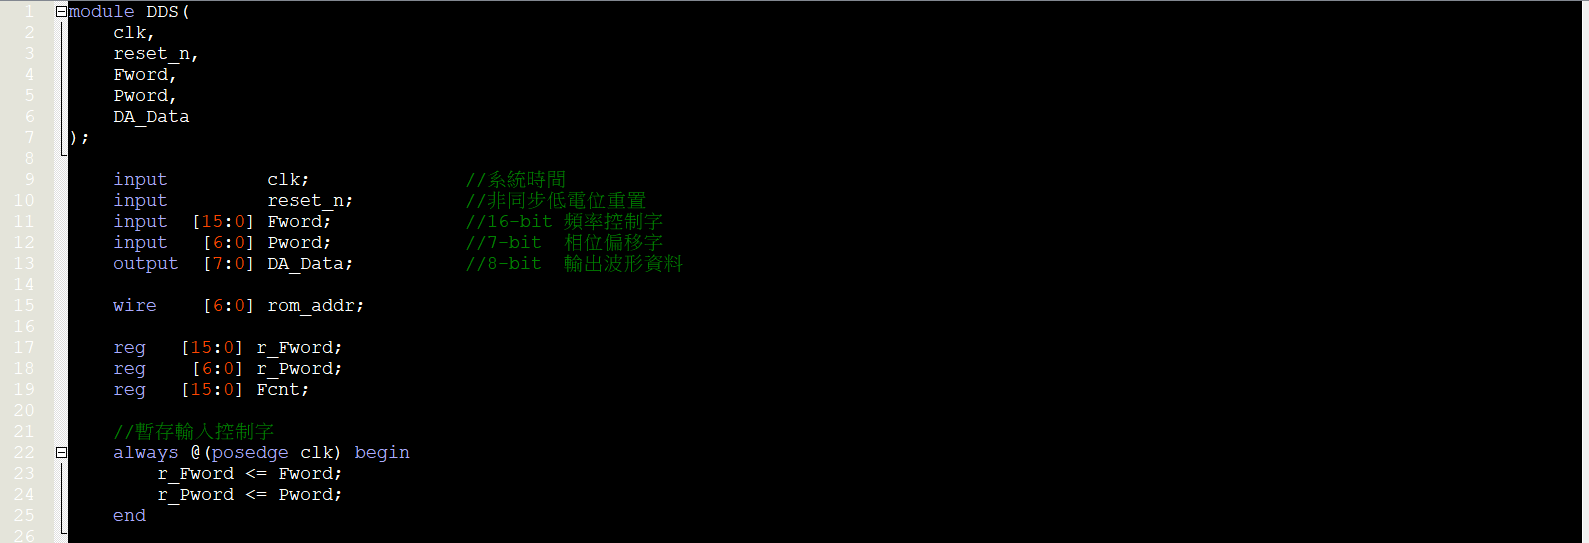 1 module DDS(
2 clk,
3 reset_n,
4 Fword,
5 Pword,
6 DA_Data
7 );
8
9 input clk; //系統時間
10 input reset_n; //非同步低電位重置
11 input [15:0] Fword; //16-bit 頻率控制字
12 input [6:0] Pword; //7-bit 相位偏移字
13 output [7:0] DA_Data; //8-bit 輸出波形資料
14
15 wire [6:0] rom_addr;
16
17 reg [15:0] r_Fword;
18 reg [6:0] r_Pword;
19 reg [15:0] Fcnt;
20
21 //暫存輸入控制字
22 always @(posedge clk) begin
23 r_Fword <= Fword;
24 r_Pword <= Pword;
25 end
26